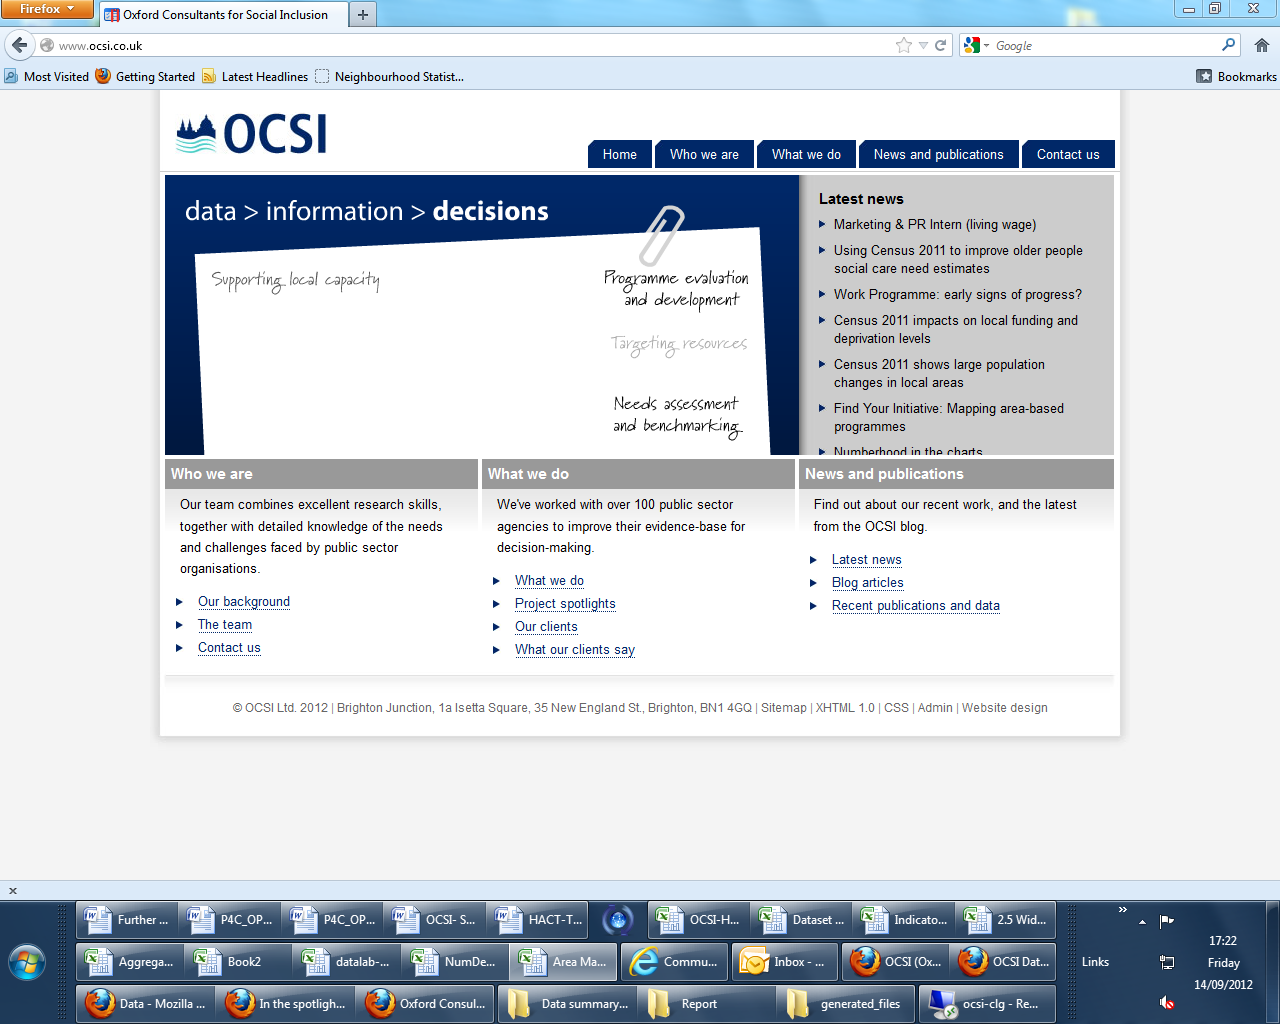 Firefox
Oxford Consultants for Social Inclusion
www.ocsi.co.uk
Google
Most Visited
Getting Started
Latest Headlines
Neighbourhood Statist...
Bookmarks
OCSI
Home
Who we are
What we do
News and publications
Contact us
data > information > decisions
Supporting local capacity
Programme evaluation
and development
Targeting resources
Needs assessment
and benchmarking
Latest news
Marketing & PR Intern (living wage)
Using Census 2011 to improve older people
social care need estimates
Work Programme: early signs of progress?
Census 2011 impacts on local funding and
deprivation levels
Census 2011 shows large population
changes in local areas
Find Your Initiative: Mapping area-based
programmes
Numberhood in the charts
Who we are
Our team combines excellent research skills,
together with detailed knowledge of the needs
and challenges faced by public sector
organisations.
Our background
The team
Contact us
What we do
We've worked with over 100 public sector
agencies to improve their evidence-base for
decision-making.
What we do
Project spotlights
Our clients
What our clients say
News and publications
Find out about our recent work, and the latest
from the OCSI blog.
Latest news
Blog articles
Recent publications and data
© OCSI Ltd. 2012 | Brighton Junction, 1a Isetta Square, 35 New England St., Brighton, BN1 4GQ | Sitemap | XHTML 1.0 | CSS | Admin | Website design
Further ...
P4C_OP...
P4C_OP...
OCSI- S...
HACT-T...
OCSI-H...
Dataset ...
Indicato...
2.5 Wid...
Aggrega...
Book2
datalab-...
NumDe...
Area Ma...
Commu...
Inbox - ...
OCSI (Ox...
OCSI Dat...
Data - Mozilla ...
In the spotligh...
Oxford Consul...
Data summary...
Report
generated_files
ocsi-clg - Re...
Links
17:22
Friday
14/09/2012